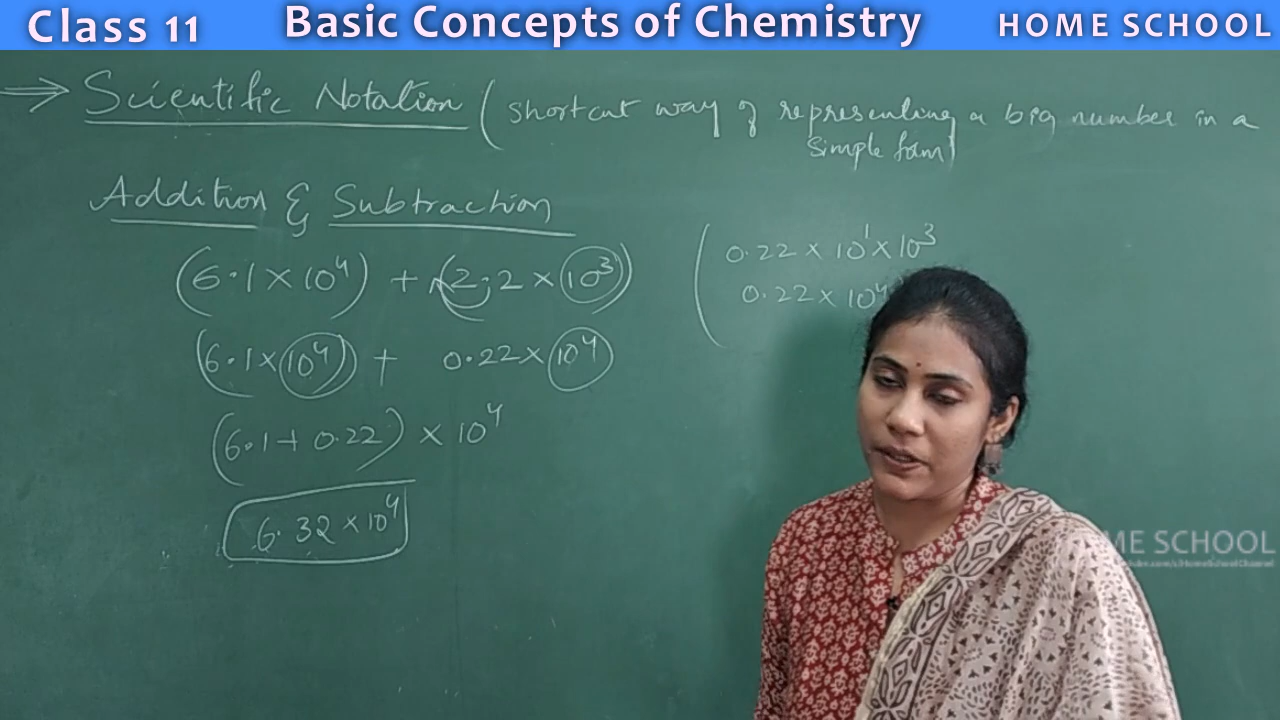 Class 11 Basic Concepts of Chemistry HOME SCHOOL
⇒ Scientific Notation (shortcut way of representing a big number in a
simple form)
Addition & Subtraction
(6.1 × 10⁴) + (2.2 × 10³)
(0.22 × 10¹ × 10³
0.22 × 10⁴
(6.1 × 10⁴) + 0.22 × 10⁴
(6.1 + 0.22) × 10⁴
6.32 × 10⁴
ME SCHOOL